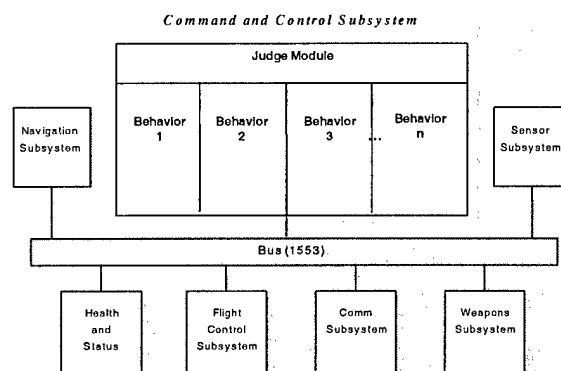 Command and Control Subsystem
Judge Module
Behavior
1
Behavior
2
Behavior
3
...
Behavior
n
Navigation
Subsystem
Sensor
Subsystem
Bus (1553)
Health
and
Status
Flight
Control
Subsystem
Comm
Subsystem
Weapons
Subsystem